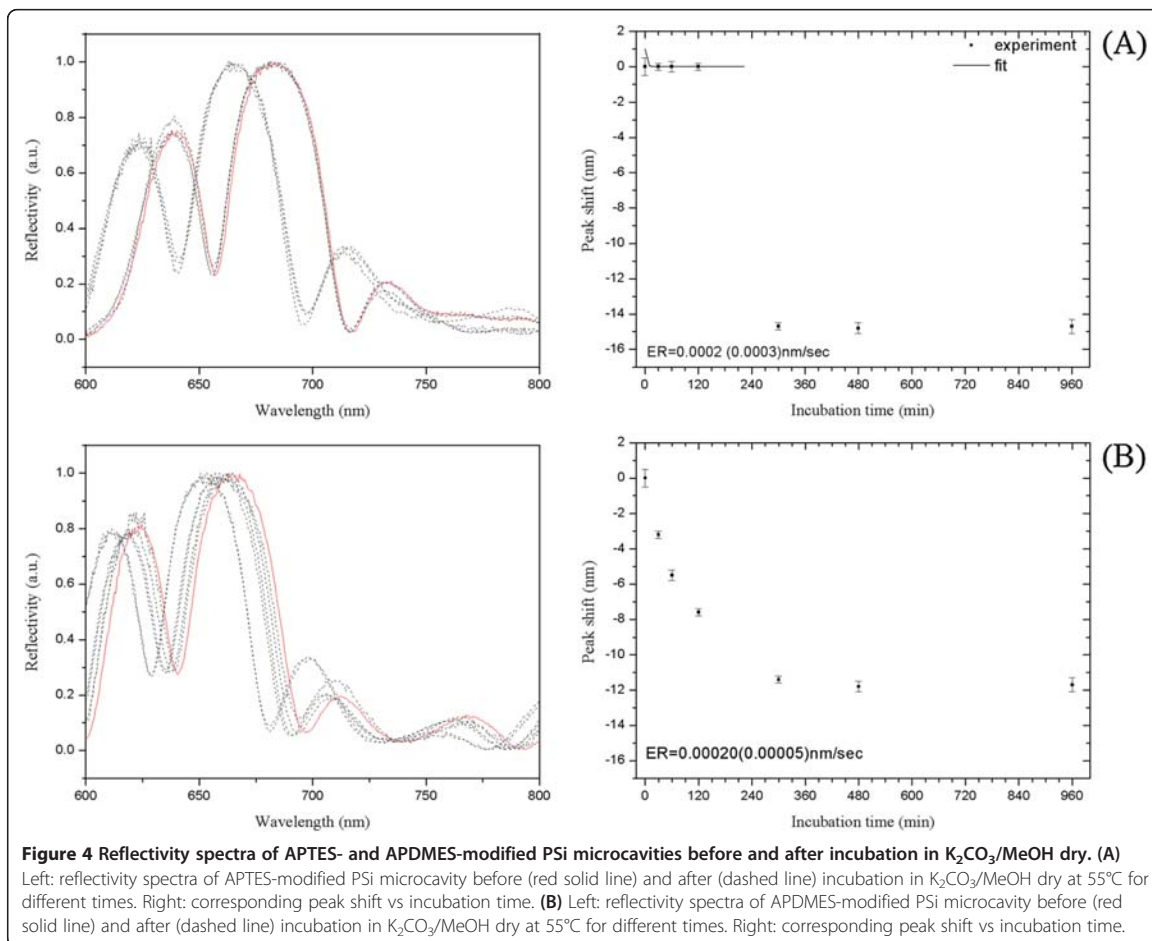 1.0
0.8
0.6
0.4
0.2
0.0
Reflectivity (a.u.)
600 650 700 750 800
Wavelength (nm)
2
0
-2
-4
-6
-8
-10
-12
-14
-16
Peak shift (nm)
experiment
fit
ER=0.0002 (0.0003)nm/sec
0 120 240 360 480 600 720 840 960
Incubation time (min)
(A)
1.0
0.8
0.6
0.4
0.2
0.0
Reflectivity (a.u.)
600 650 700 750 800
Wavelength (nm)
2
0
-2
-4
-6
-8
-10
-12
-14
-16
Peak shift (nm)
ER=0.00020(0.00005)nm/sec
0 120 240 360 480 600 720 840 960
Incubation time (min)
(B)
Figure 4 Reflectivity spectra of APTES- and APDMES-modified PSi microcavities before and after incubation in K₂CO₃/MeOH dry. (A)
Left: reflectivity spectra of APTES-modified PSi microcavity before (red solid line) and after (dashed line) incubation in K₂CO₃/MeOH dry at 55°C for
different times. Right: corresponding peak shift vs incubation time. (B) Left: reflectivity spectra of APDMES-modified PSi microcavity before (red
solid line) and after (dashed line) incubation in K₂CO₃/MeOH dry at 55°C for different times. Right: corresponding peak shift vs incubation time.